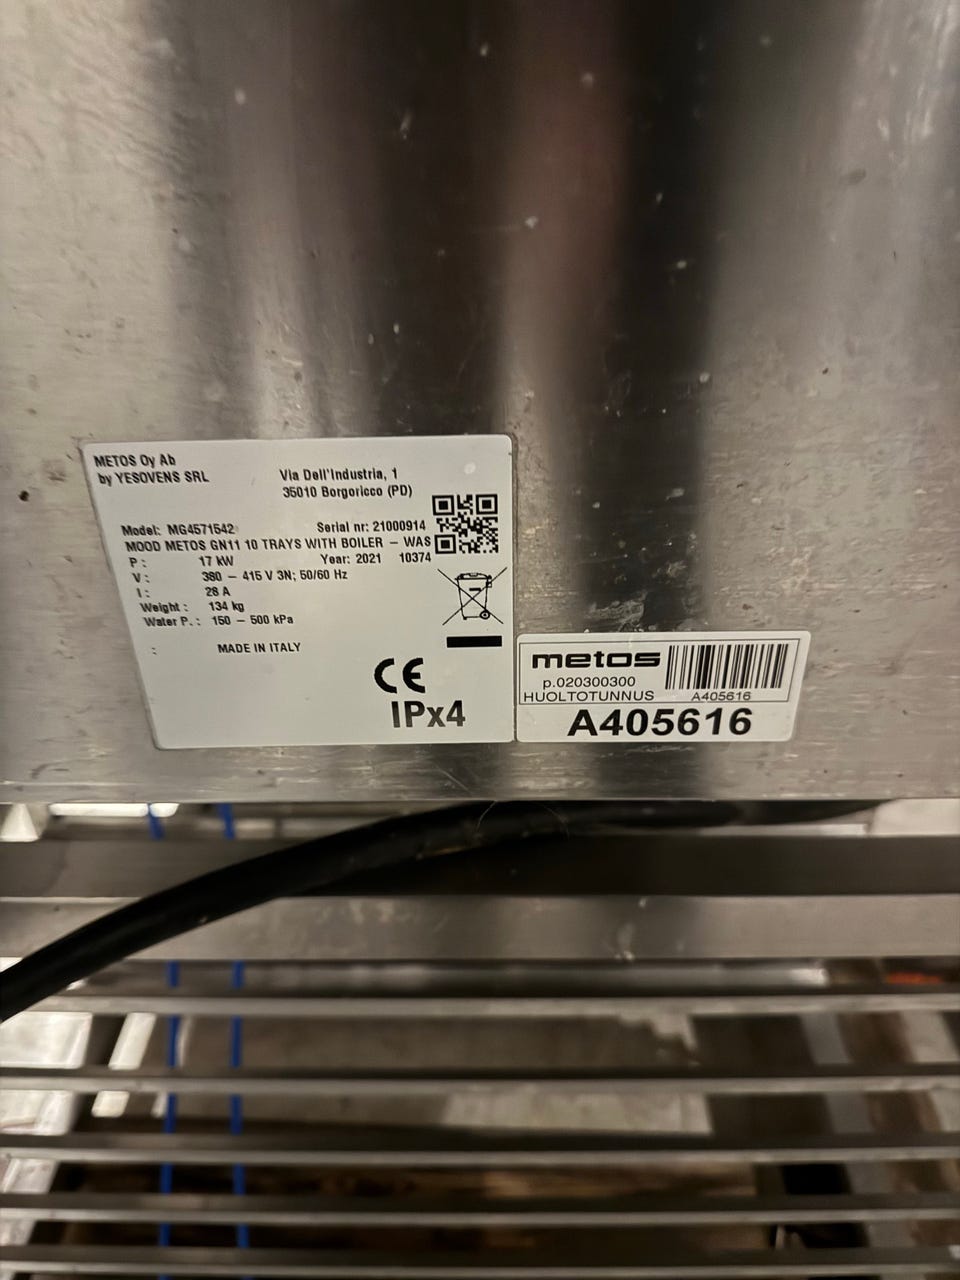 METOS Oy Ab
by YESOVENS SRL
Via Dell'Industria, 1
35010 Borgoricco (PD)
Model: MG4571542
Serial nr: 21000914
MOOD METOS GN11 10 TRAYS WITH BOILER – WAS
P : 17 kW
Year: 2021 10374
V : 380 – 415 V 3N; 50/60 Hz
I : 28 A
Weight : 134 kg
Water P. : 150 – 500 kPa
: MADE IN ITALY
CE
IPx4
metos
p.020300300
HUOLTOTUNNUS A405616
A405616